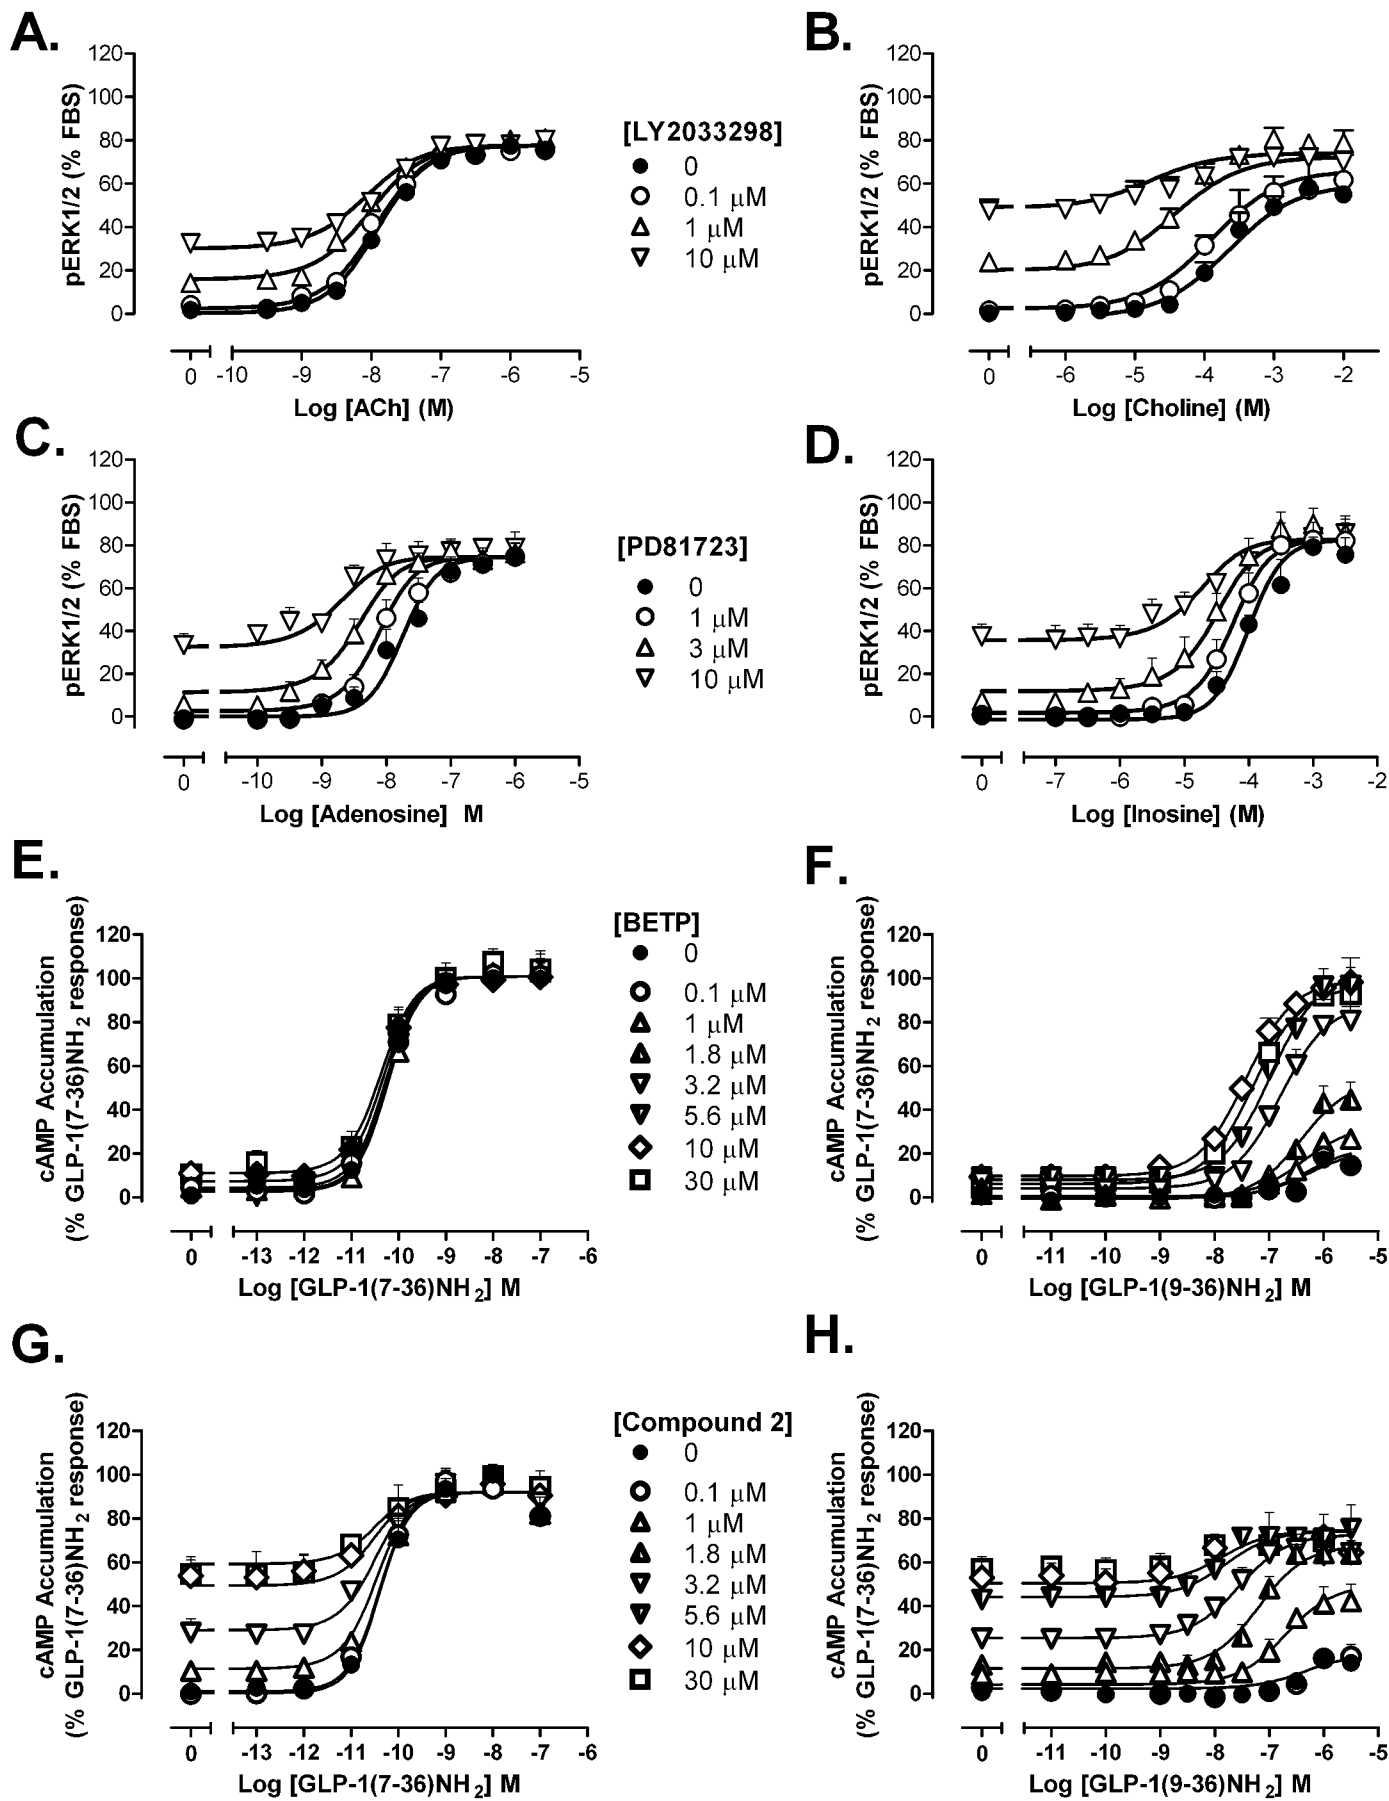 A.
120
100
80
60
40
20
0
pERK1/2 (% FBS)
0 -10 -9 -8 -7 -6 -5
Log [ACh] (M)
[LY2033298]
0
0.1 μM
1 μM
10 μM
B.
120
100
80
60
40
20
0
pERK1/2 (% FBS)
0 -6 -5 -4 -3 -2
Log [Choline] (M)
C.
120
100
80
60
40
20
0
pERK1/2 (% FBS)
0 -10 -9 -8 -7 -6 -5
Log [Adenosine] M
[PD81723]
0
1 μM
3 μM
10 μM
D.
120
100
80
60
40
20
0
pERK1/2 (% FBS)
0 -7 -6 -5 -4 -3 -2
Log [Inosine] (M)
E.
120
100
80
60
40
20
0
cAMP Accumulation
(% GLP-1(7-36)NH2 response)
0 -13 -12 -11 -10 -9 -8 -7 -6
Log [GLP-1(7-36)NH2] M
[BETP]
0
0.1 μM
1 μM
1.8 μM
3.2 μM
5.6 μM
10 μM
30 μM
F.
120
100
80
60
40
20
0
cAMP Accumulation
(% GLP-1(7-36)NH2 response)
0 -11 -10 -9 -8 -7 -6 -5
Log [GLP-1(9-36)NH2] M
G.
120
100
80
60
40
20
0
cAMP Accumulation
(% GLP-1(7-36)NH2 response)
0 -13 -12 -11 -10 -9 -8 -7 -6
Log [GLP-1(7-36)NH2] M
[Compound 2]
0
0.1 μM
1 μM
1.8 μM
3.2 μM
5.6 μM
10 μM
30 μM
H.
120
100
80
60
40
20
0
cAMP Accumulation
(% GLP-1(7-36)NH2 response)
0 -11 -10 -9 -8 -7 -6 -5
Log [GLP-1(9-36)NH2] M